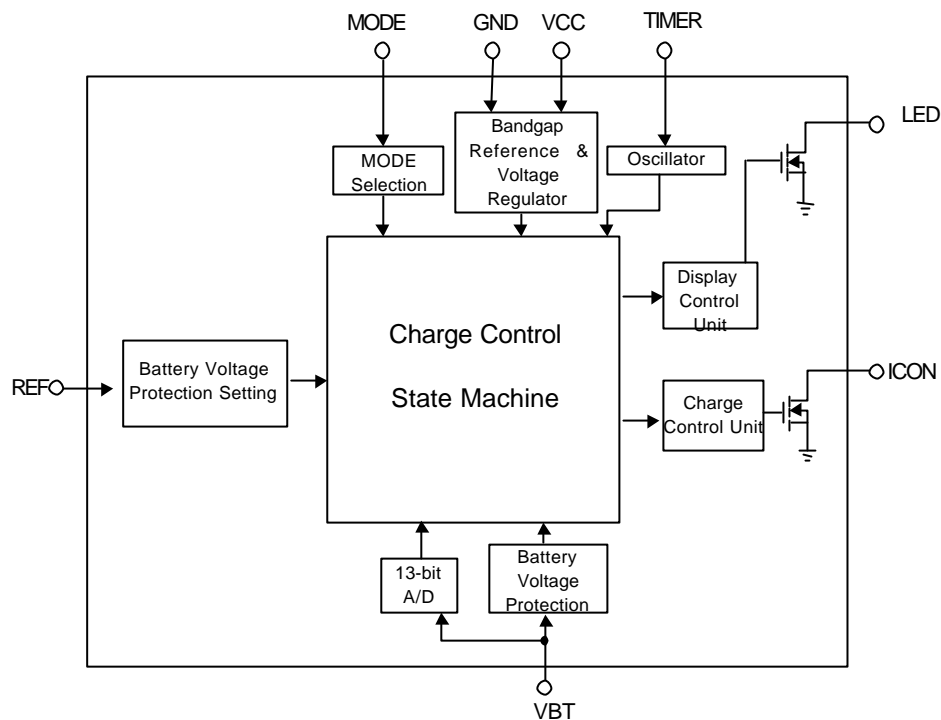 MODE
GND
VCC
TIMER
LED
Bandgap
Reference &
Voltage
Regulator
MODE
Selection
Oscillator
Display
Control
Unit
Charge Control
State Machine
Battery Voltage
Protection Setting
REF
ICON
Charge
Control Unit
13-bit
A/D
Battery
Voltage
Protection
VBT